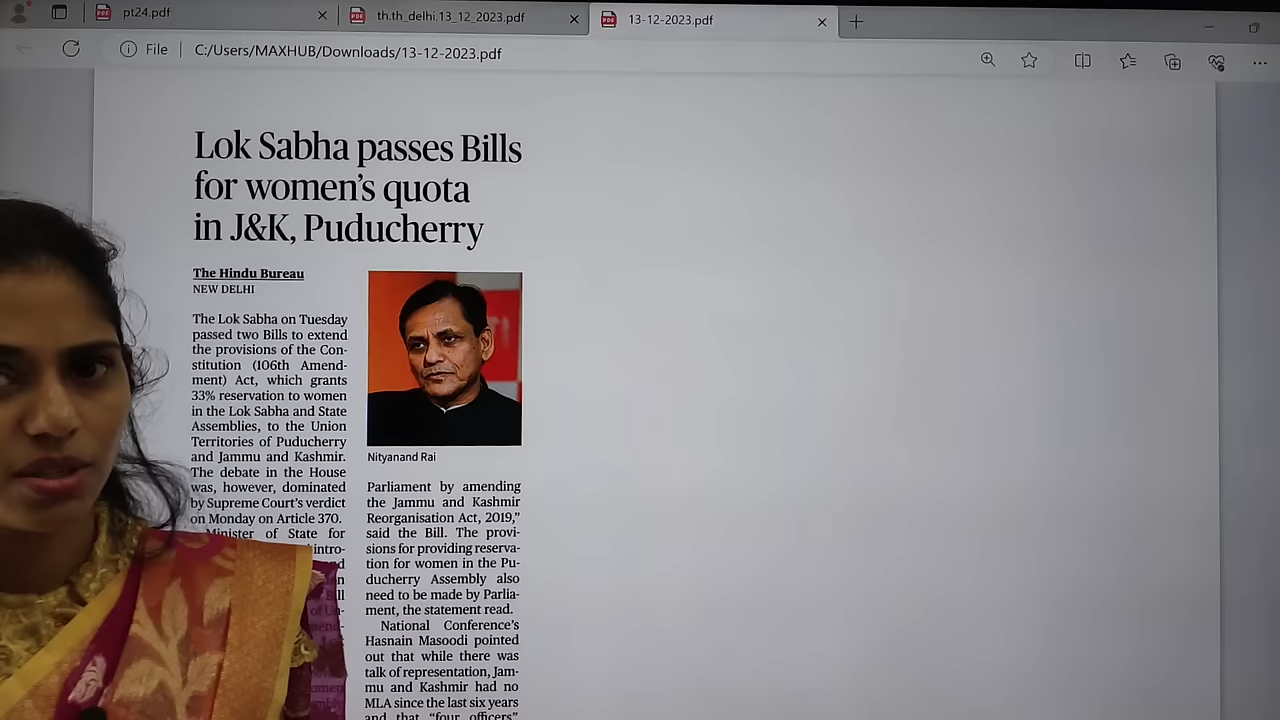 pt24.pdf
th.th_delhi.13_12_2023.pdf
13-12-2023.pdf
File
C:/Users/MAXHUB/Downloads/13-12-2023.pdf
Lok Sabha passes Bills
for women's quota
in J&K, Puducherry
The Hindu Bureau
NEW DELHI
The Lok Sabha on Tuesday
passed two Bills to extend
the provisions of the Con-
stitution (106th Amend-
ment) Act, which grants
33% reservation to women
in the Lok Sabha and State
Assemblies, to the Union
Territories of Puducherry
and Jammu and Kashmir.
The debate in the House
was, however, dominated
by Supreme Court's verdict
on Monday on Article 370.
Minister of State for
intro-
Nityanand Rai
Parliament by amending
the Jammu and Kashmir
Reorganisation Act, 2019,"
said the Bill. The provi-
sions for providing reserva-
tion for women in the Pu-
ducherry Assembly also
need to be made by Parlia-
ment, the statement read.
National Conference's
Hasnain Masoodi pointed
out that while there was
talk of representation, Jam-
mu and Kashmir had no
MLA since the last six years
and that "four officers"